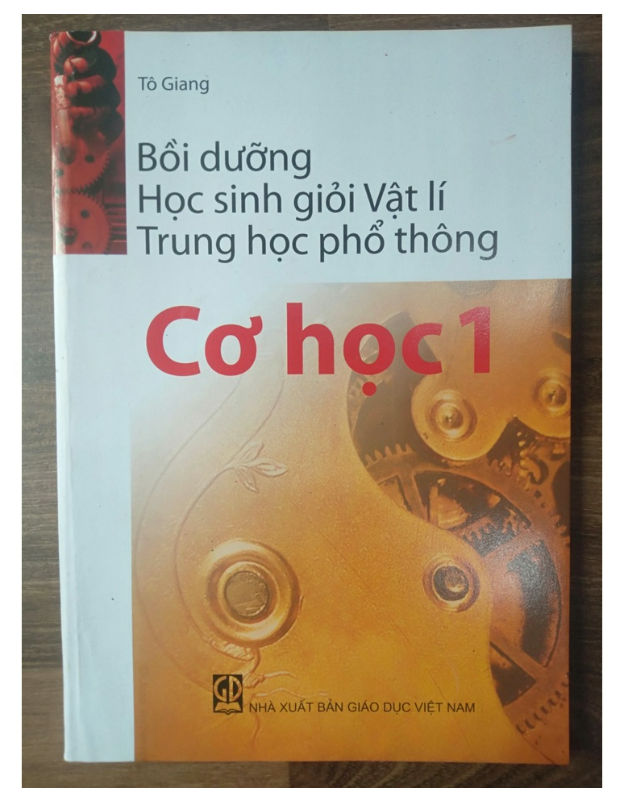 Tô Giang
Bồi dưỡng
Học sinh giỏi Vật lí
Trung học phổ thông
Cơ học 1
GD
NHÀ XUẤT BẢN GIÁO DỤC VIỆT NAM